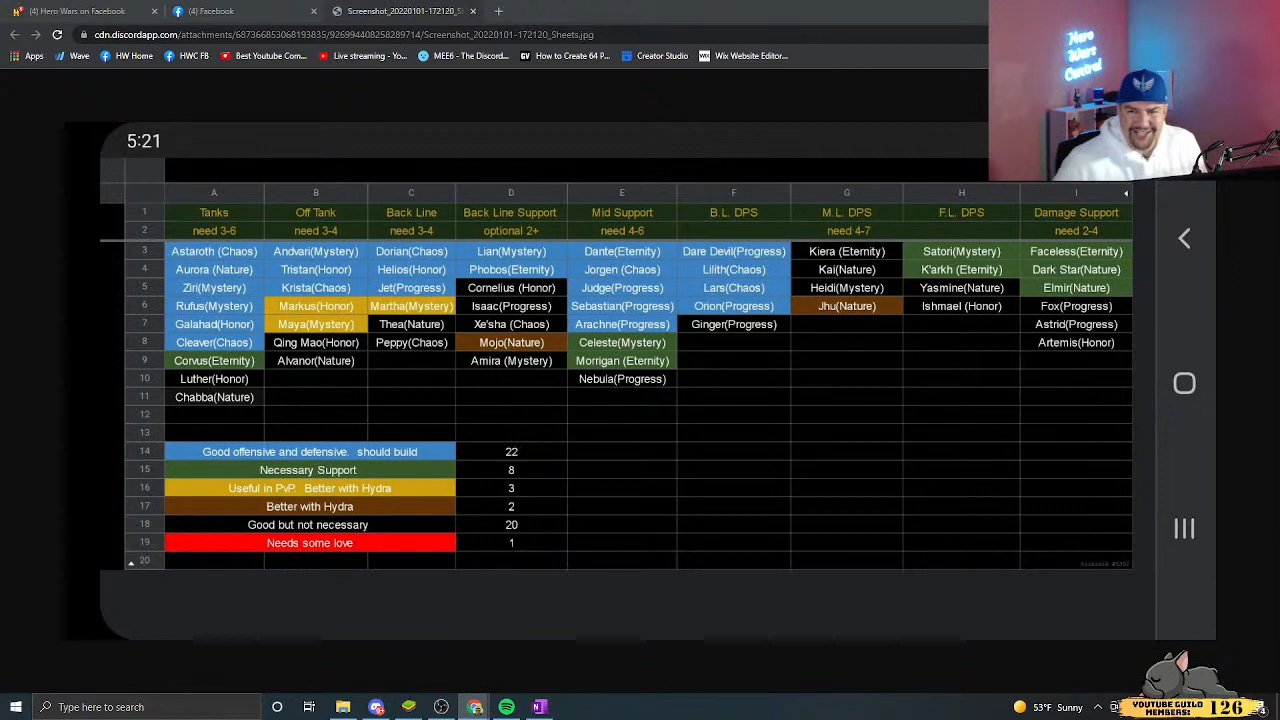 (4) Hero Wars on Facebook
(4) Facebook
Screenshot_20220101-172120_S
cdn.discordapp.com/attachments/687366853068193835/926994408258289714/Screenshot_20220101-172120_Sheets.jpg
Apps Wave HW Home HWC FB Best Youtube Com... Live streaming - Yo... MEE6 - The Discord... How to Create 64 P... Creator Studio Wix Website Editor...
Hero
Wars
Central
5:21
A B C D E F G H I
1 Tanks Off Tank Back Line Back Line Support Mid Support B.L. DPS M.L. DPS F.L. DPS Damage Support
2 need 3-6 need 3-4 need 3-4 optional 2+ need 4-6 need 4-7 need 2-4
3 Astaroth (Chaos) Andvari(Mystery) Dorian(Chaos) Lian(Mystery) Dante(Eternity) Dare Devil(Progress) Kiera (Eternity) Satori(Mystery) Faceless(Eternity)
4 Aurora (Nature) Tristan(Honor) Helios(Honor) Phobos(Eternity) Jorgen (Chaos) Lilith(Chaos) Kai(Nature) K'arkh (Eternity) Dark Star(Nature)
5 Ziri(Mystery) Krista(Chaos) Jet(Progress) Cornelius (Honor) Judge(Progress) Lars(Chaos) Heidi(Mystery) Yasmine(Nature) Elmir(Nature)
6 Rufus(Mystery) Markus(Honor) Martha(Mystery) Isaac(Progress) Sebastian(Progress) Orion(Progress) Jhu(Nature) Ishmael (Honor) Fox(Progress)
7 Galahad(Honor) Maya(Mystery) Thea(Nature) Xe'sha (Chaos) Arachne(Progress) Ginger(Progress) Astrid(Progress)
8 Cleaver(Chaos) Qing Mao(Honor) Peppy(Chaos) Mojo(Nature) Celeste(Mystery) Artemis(Honor)
9 Corvus(Eternity) Alvanor(Nature) Amira (Mystery) Morrigan (Eternity)
10 Luther(Honor) Nebula(Progress)
11 Chabba(Nature)
12
13
14 Good offensive and defensive. should build 22
15 Necessary Support 8
16 Useful in PvP. Better with Hydra 3
17 Better with Hydra 2
18 Good but not necessary 20
19 Needs some love 1
20
Type here to search
53°F Sunny
YOUTUBE GUILD
MEMBERS: 126